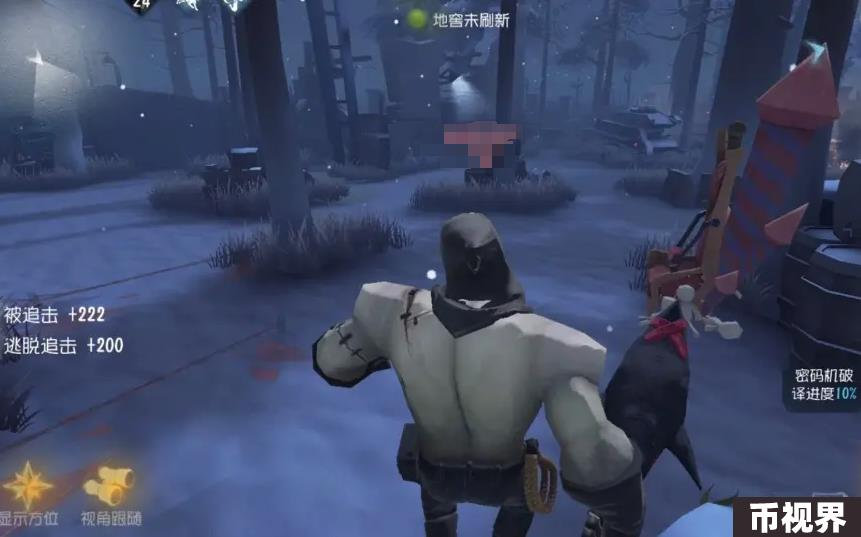 24
地窖未刷新
被追击 +222
逃脱追击 +200
密码机破
译进度10%
显示方位 视角跟随
币视界